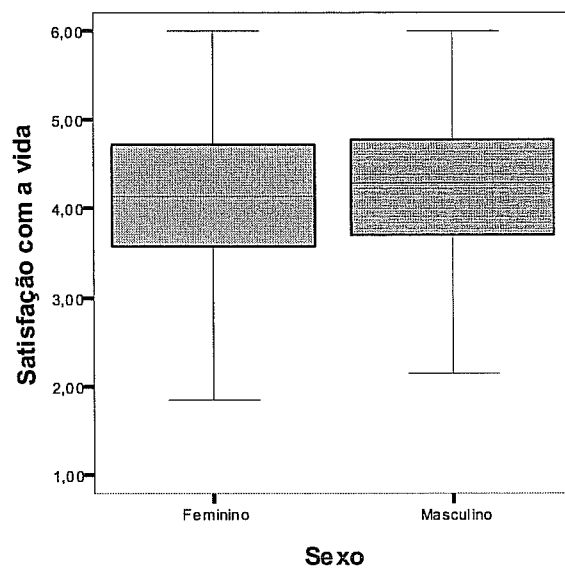 Satisfação com a vida
6,00
5,00
4,00
3,00
2,00
1,00
Feminino
Masculino
Sexo